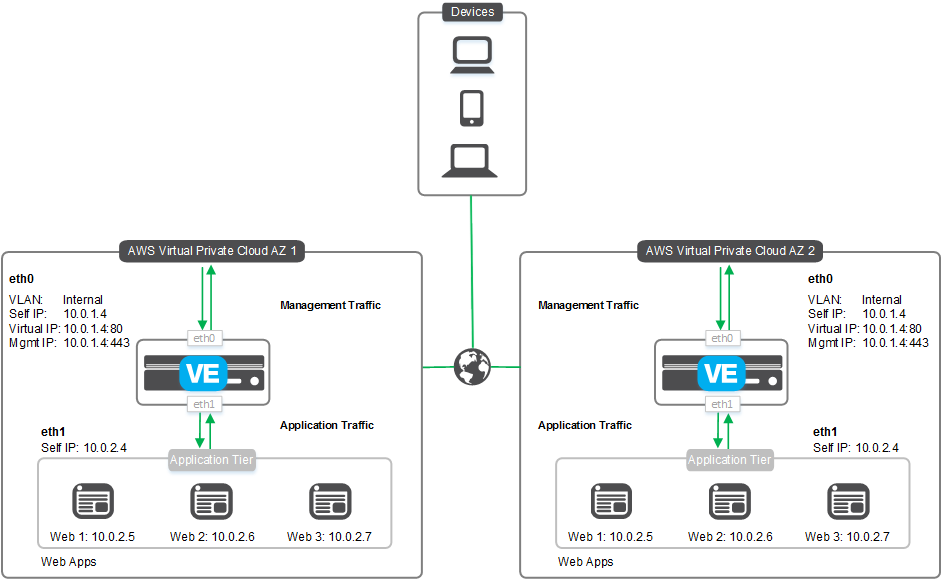 Devices
AWS Virtual Private Cloud AZ 1
eth0
VLAN: Internal
Self IP: 10.0.1.4
Virtual IP: 10.0.1.4:80
Mgmt IP: 10.0.1.4:443
Management Traffic
eth0
VE
eth1
Application Traffic
eth1
Self IP: 10.0.2.4
Application Tier
Web 1: 10.0.2.5
Web 2: 10.0.2.6
Web 3: 10.0.2.7
Web Apps
AWS Virtual Private Cloud AZ 2
eth0
VLAN: Internal
Self IP: 10.0.1.4
Virtual IP: 10.0.1.4:80
Mgmt IP: 10.0.1.4:443
Management Traffic
eth0
VE
eth1
Application Traffic
eth1
Self IP: 10.0.2.4
Application Tier
Web 1: 10.0.2.5
Web 2: 10.0.2.6
Web 3: 10.0.2.7
Web Apps